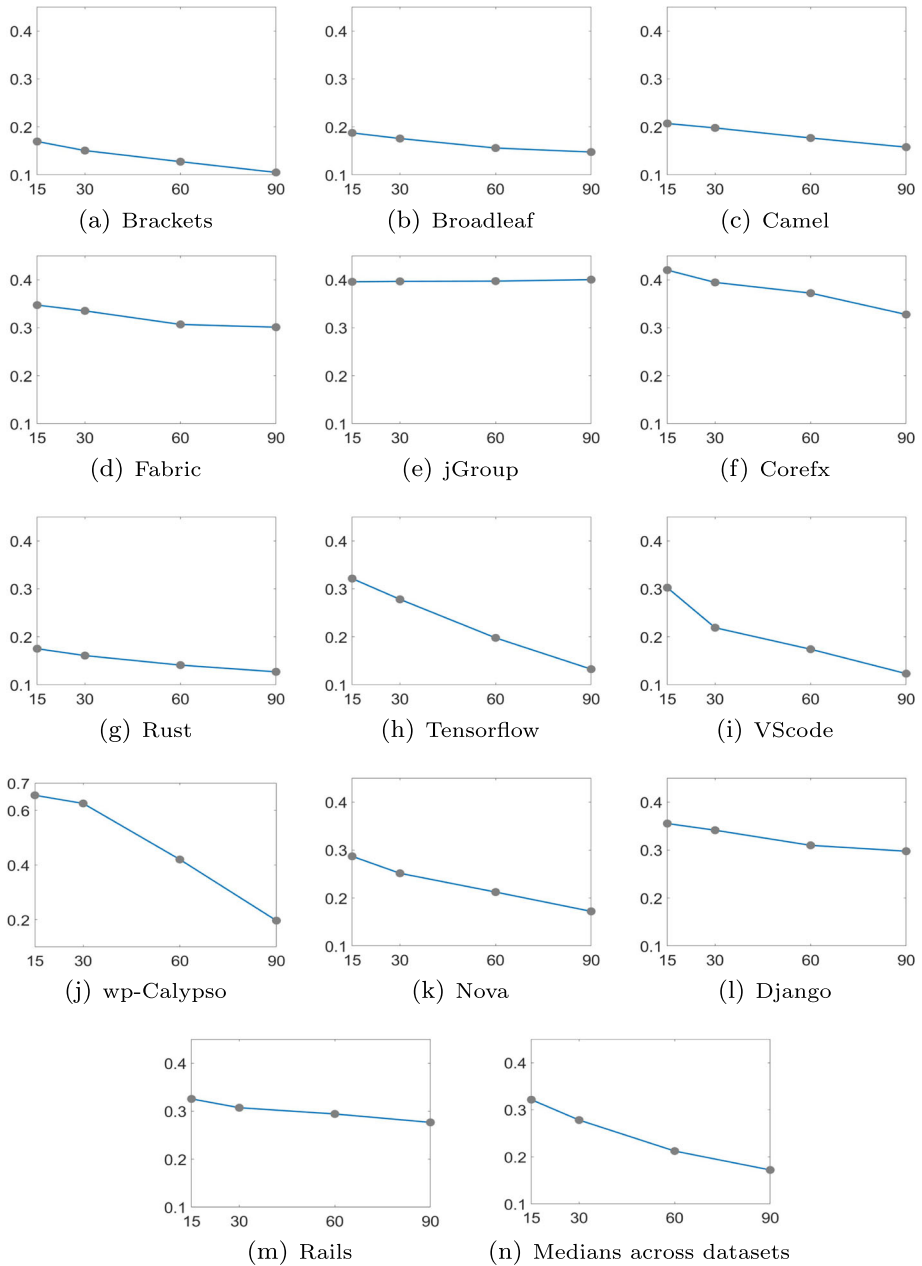 0.4 0.4 0.4
0.3 0.3 0.3
0.2 0.2 0.2
0.1 0.1 0.1
15 30 60 90 15 30 60 90 15 30 60 90
(a) Brackets (b) Broadleaf (c) Camel
0.4 0.4 0.4
0.3 0.3 0.3
0.2 0.2 0.2
0.1 0.1 0.1
15 30 60 90 15 30 60 90 15 30 60 90
(d) Fabric (e) jGroup (f) Corefx
0.4 0.4 0.4
0.3 0.3 0.3
0.2 0.2 0.2
0.1 0.1 0.1
15 30 60 90 15 30 60 90 15 30 60 90
(g) Rust (h) Tensorflow (i) VScode
0.7
0.6 0.4 0.4
0.4 0.3 0.3
0.2 0.2 0.2
0.1 0.1
15 30 60 90 15 30 60 90 15 30 60 90
(j) wp-Calypso (k) Nova (l) Django
0.4 0.4
0.3 0.3
0.2 0.2
0.1 0.1
15 30 60 90 15 30 60 90
(m) Rails (n) Medians across datasets